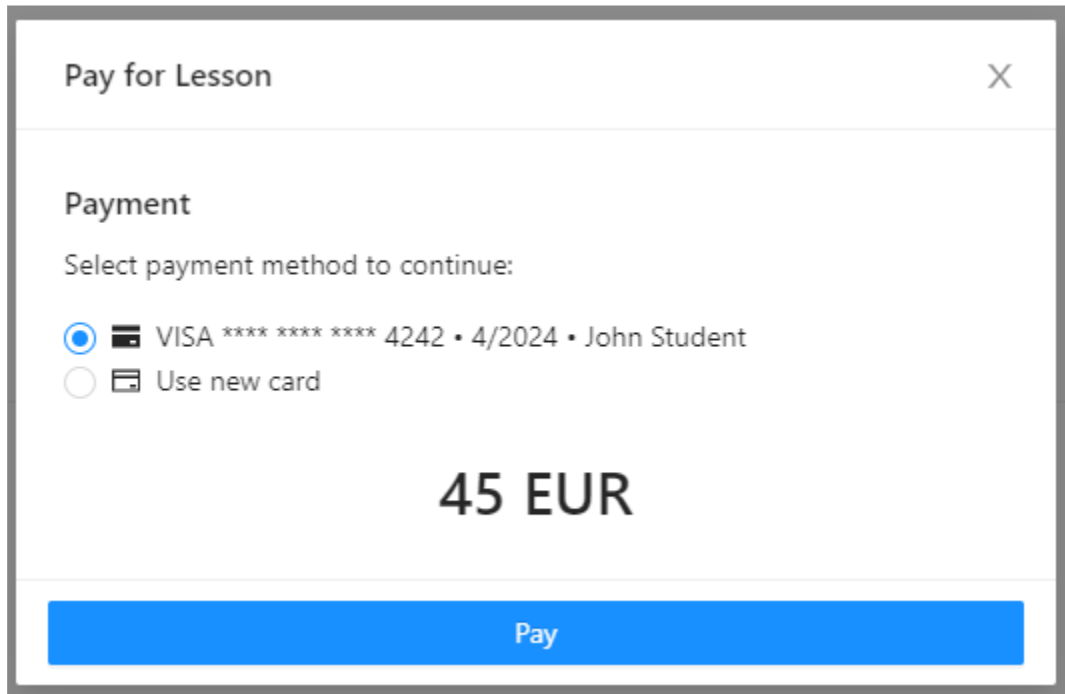 Pay for Lesson X
Payment
Select payment method to continue:
VISA **** **** **** 4242 • 4/2024 • John Student
Use new card
45 EUR
Pay